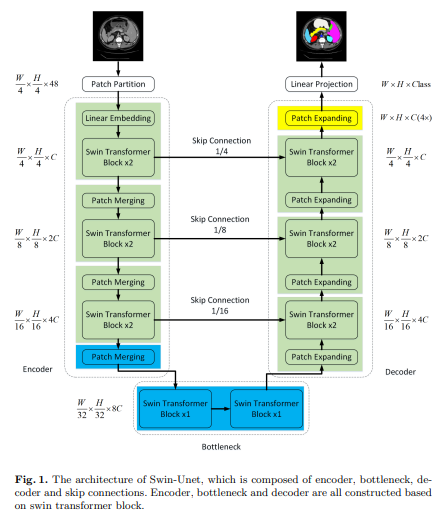 W/4 × H/4 × 48
Patch Partition
Linear Projection
W × H × Class
Linear Embedding
Patch Expanding
W × H × C(4×)
W/4 × H/4 × C
Swin Transformer
Block x2
Skip Connection
1/4
Swin Transformer
Block x2
W/4 × H/4 × C
Patch Merging
Patch Expanding
W/8 × H/8 × 2C
Swin Transformer
Block x2
Skip Connection
1/8
Swin Transformer
Block x2
W/8 × H/8 × 2C
Patch Merging
Patch Expanding
W/16 × H/16 × 4C
Swin Transformer
Block x2
Skip Connection
1/16
Swin Transformer
Block x2
W/16 × H/16 × 4C
Patch Merging
Patch Expanding
Encoder
Decoder
W/32 × H/32 × 8C
Swin Transformer
Block x1
Swin Transformer
Block x1
Bottleneck
Fig. 1. The architecture of Swin-Unet, which is composed of encoder, bottleneck, de-
coder and skip connections. Encoder, bottleneck and decoder are all constructed based
on swin transformer block.